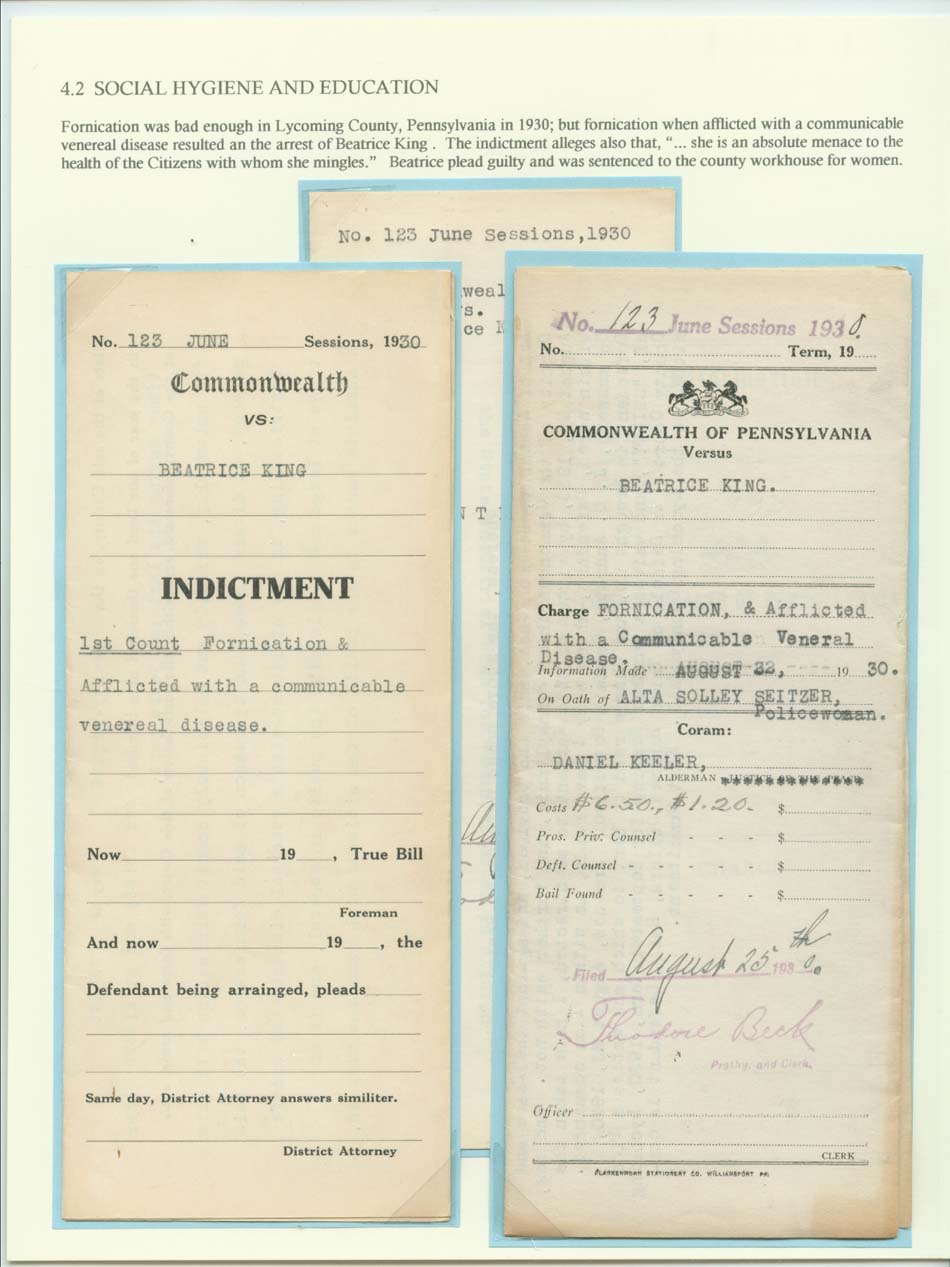 4.2 SOCIAL HYGIENE AND EDUCATION
Fornication was bad enough in Lycoming County, Pennsylvania in 1930; but fornication when afflicted with a communicable
venereal disease resulted an the arrest of Beatrice King . The indictment alleges also that, “... she is an absolute menace to the
health of the Citizens with whom she mingles.” Beatrice plead guilty and was sentenced to the county workhouse for women.
No. 123 June Sessions,1930
weal
s.
ce K
N T
No. 123 JUNE Sessions, 1930
Commonwealth
VS:
BEATRICE KING
INDICTMENT
1st Count Fornication &
Afflicted with a communicable
venereal disease.
Now 19 , True Bill
Foreman
And now 19 , the
Defendant being arrainged, pleads
Same day, District Attorney answers similiter.
District Attorney
No. 123 June Sessions 1930.
No. Term, 19
COMMONWEALTH OF PENNSYLVANIA
Versus
BEATRICE KING.
Charge FORNICATION, & Afflicted
with a Communicable Veneral
Disease.
Information Made AUGUST 22, 19 30.
On Oath of ALTA SOLLEY SEITZER,
Policewoman.
Coram:
DANIEL KEELER,
ALDERMAN
Costs $6.50., $1.20. $
Pros. Priv. Counsel - - - $
Deft. Counsel - - - - - $
Bail Found - - - - - $
Filed August 25th 1930.
Theodore Beck
Prothy. and Clerk.
Officer
CLERK
STATIONERY CO. WILLIAMSPORT PA.